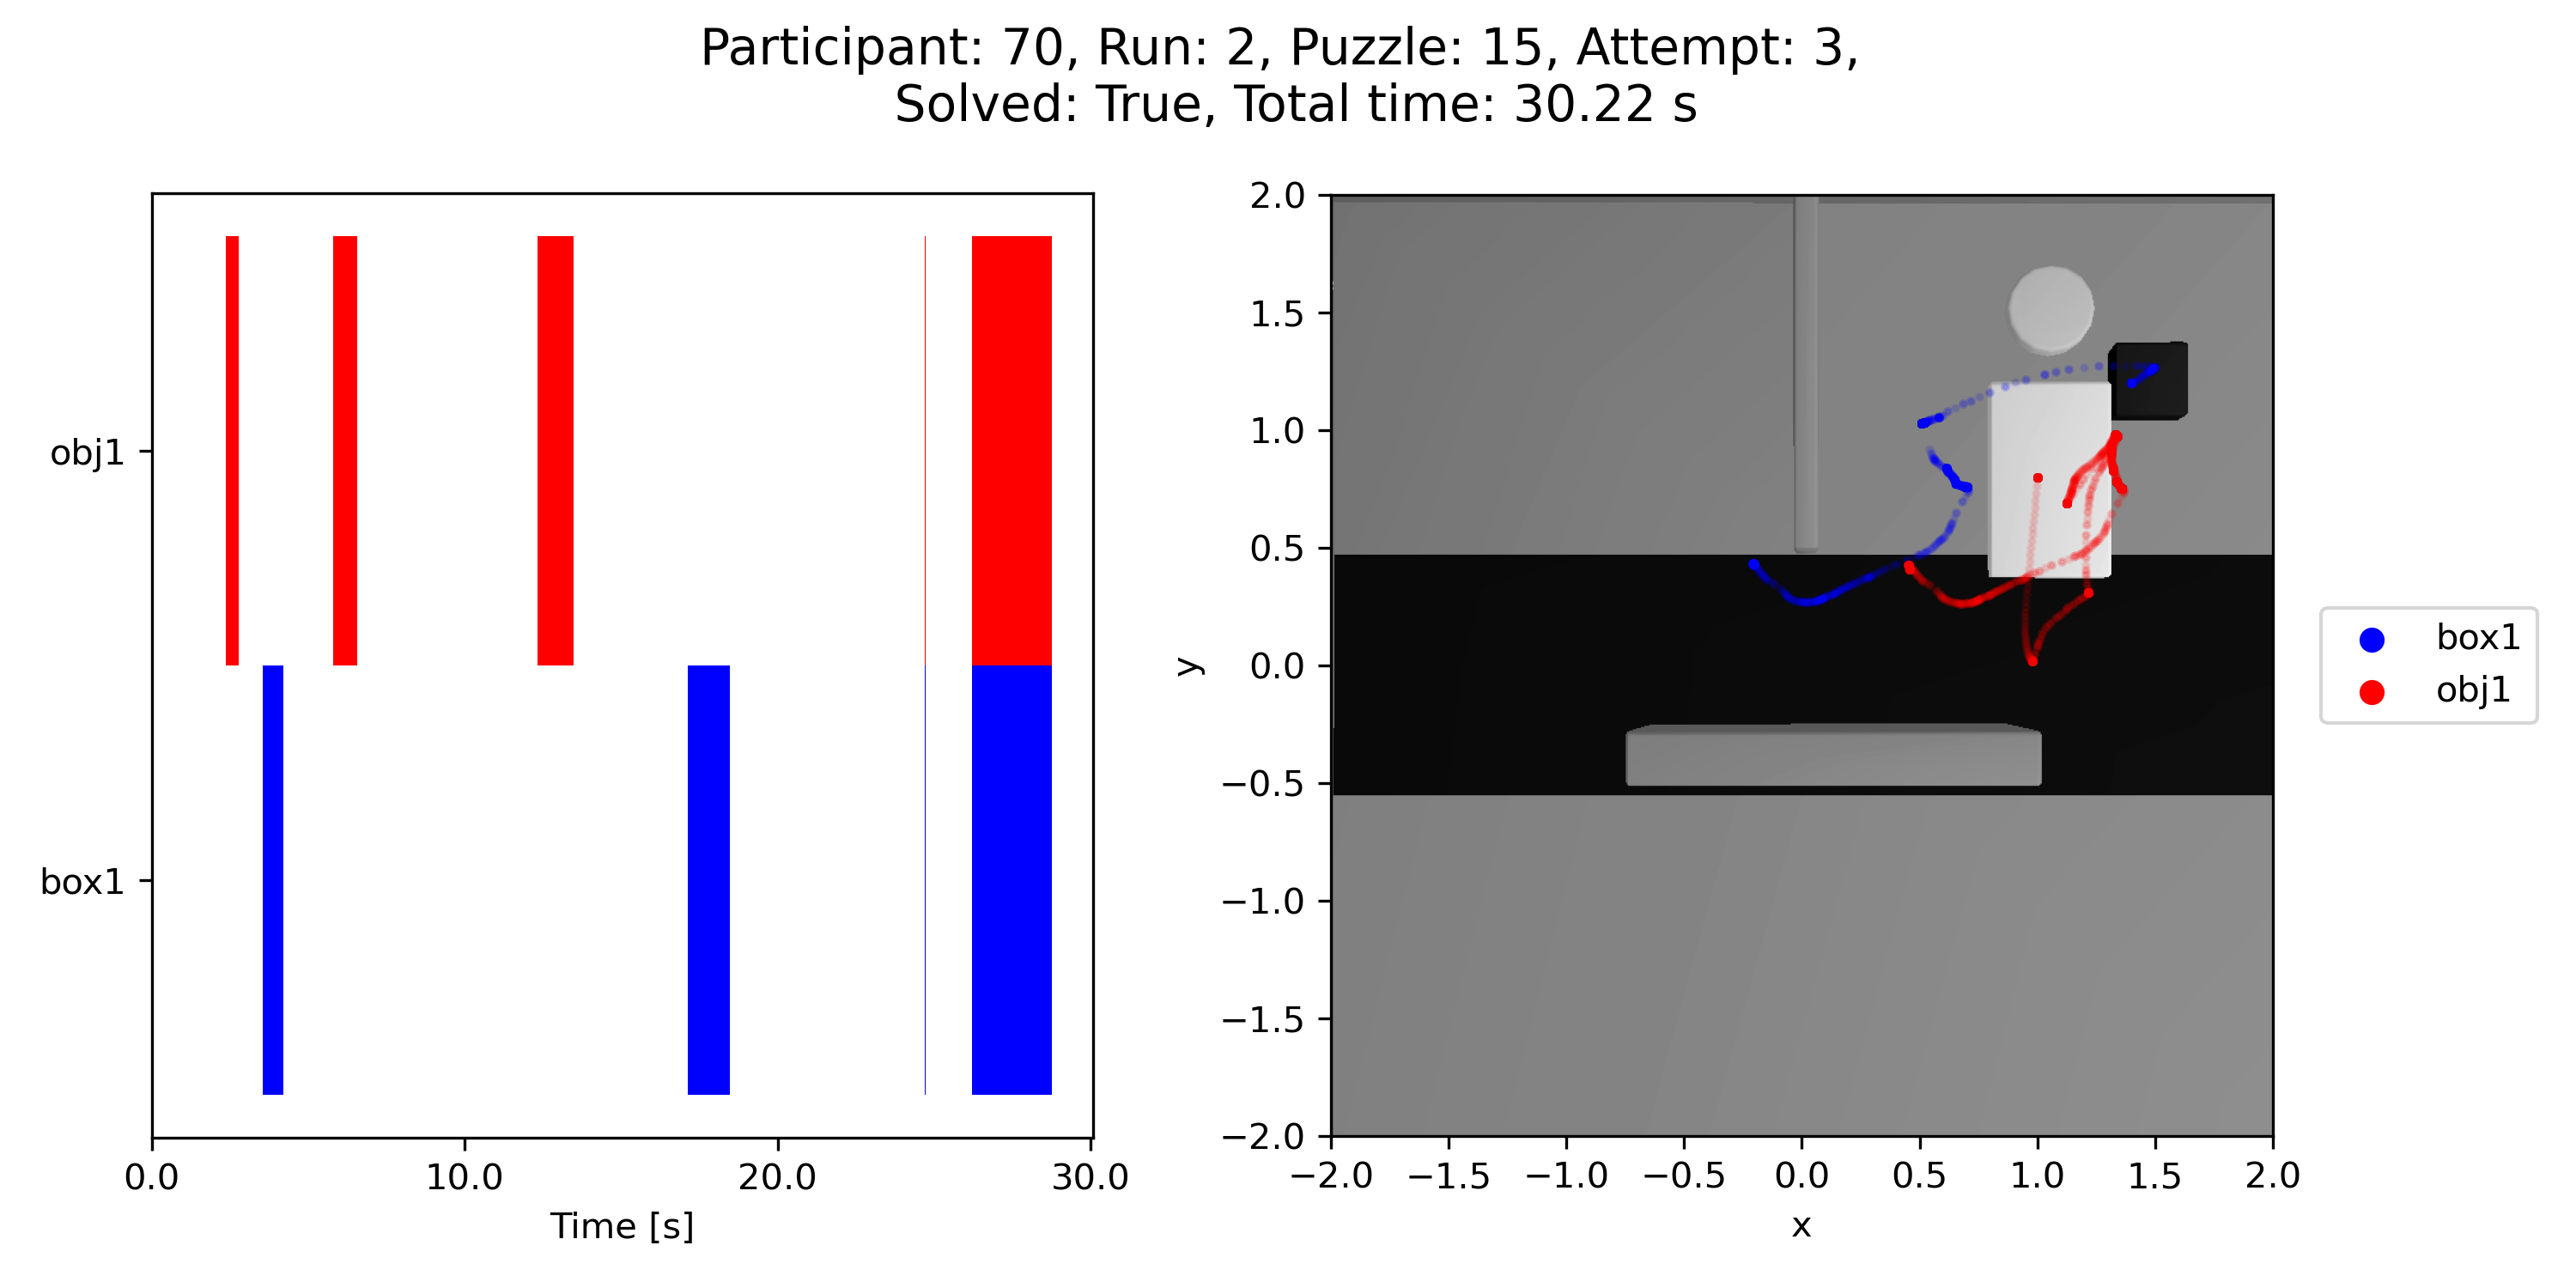 Participant: 70, Run: 2, Puzzle: 15, Attempt: 3,
Solved: True, Total time: 30.22 s
obj1
box1
0.0 10.0 20.0 30.0
Time [s]
2.0
1.5
1.0
0.5
0.0
−0.5
−1.0
−1.5
−2.0
y
−2.0 −1.5 −1.0 −0.5 0.0 0.5 1.0 1.5 2.0
x
box1
obj1